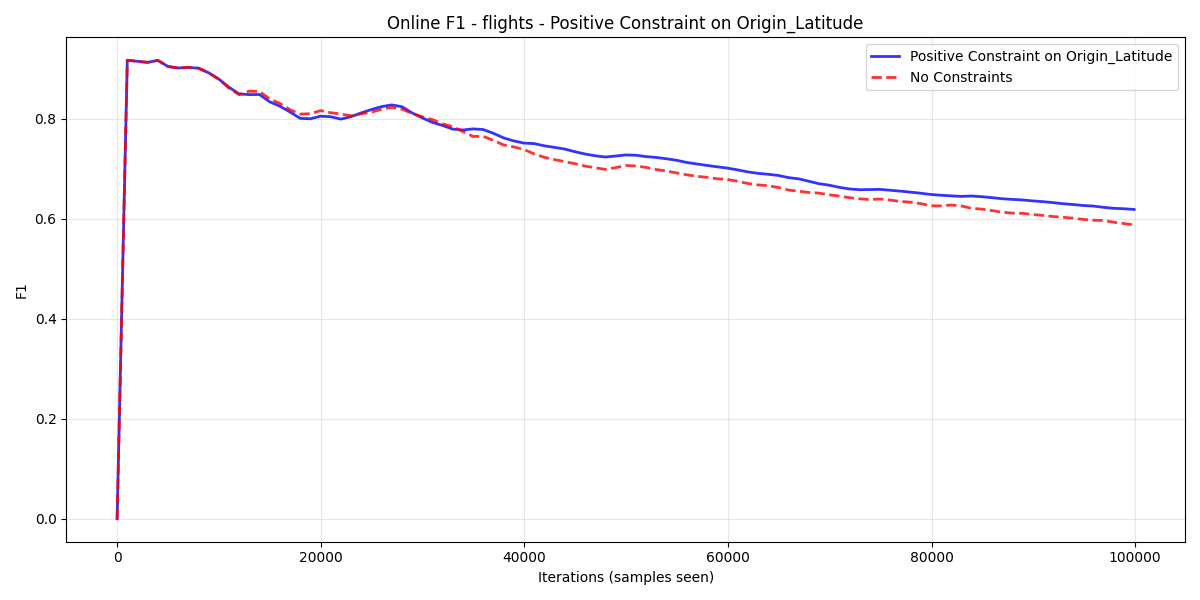 Online F1 - flights - Positive Constraint on Origin_Latitude
Positive Constraint on Origin_Latitude
No Constraints
F1
0.8
0.6
0.4
0.2
0.0
0 20000 40000 60000 80000 100000
Iterations (samples seen)